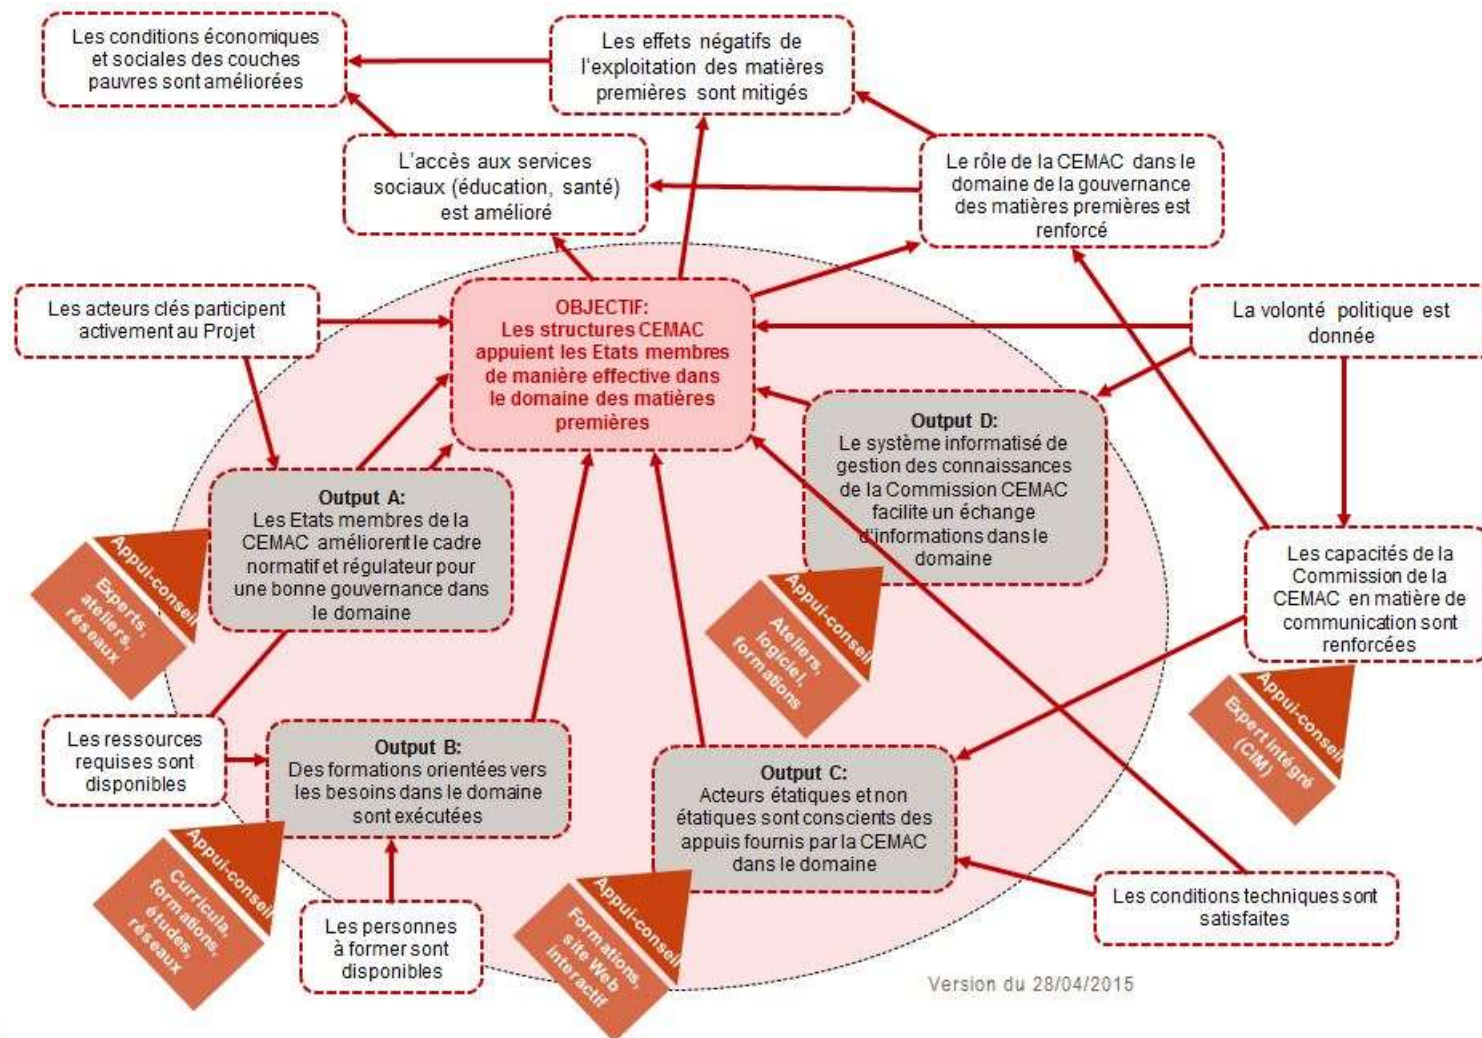 Les conditions économiques
et sociales des couches
pauvres sont améliorées
Les effets négatifs de
l'exploitation des matières
premières sont mitigés
L'accès aux services
sociaux (éducation, santé)
est amélioré
Le rôle de la CEMAC dans le
domaine de la gouvernance
des matières premières est
renforcé
Les acteurs clés participent
activement au Projet
OBJECTIF:
Les structures CEMAC
appuient les Etats membres
de manière effective dans
le domaine des matières
premières
La volonté politique est
donnée
Output D:
Le système informatisé de
gestion des connaissances
de la Commission CEMAC
facilite un échange
d'informations dans le
domaine
Output A:
Les Etats membres de la
CEMAC améliorent le cadre
normatif et régulateur pour
une bonne gouvernance dans
le domaine
Appui-conseil
Experts,
ateliers,
réseaux
Appui-conseil
Ateliers,
logiciel,
formations
Les capacités de la
Commission de la
CEMAC en matière de
communication sont
renforcées
Appui-conseil
Expert intégré
(CIM)
Les ressources
requises sont
disponibles
Output B:
Des formations orientées vers
les besoins dans le domaine
sont exécutées
Output C:
Acteurs étatiques et non
étatiques sont conscients des
appuis fournis par la CEMAC
dans le domaine
Appui-conseil
Curricula,
formations,
études,
réseaux
Les personnes
à former sont
disponibles
Appui-conseil
Formations,
site Web
interactif
Les conditions techniques sont
satisfaites
Version du 28/04/2015